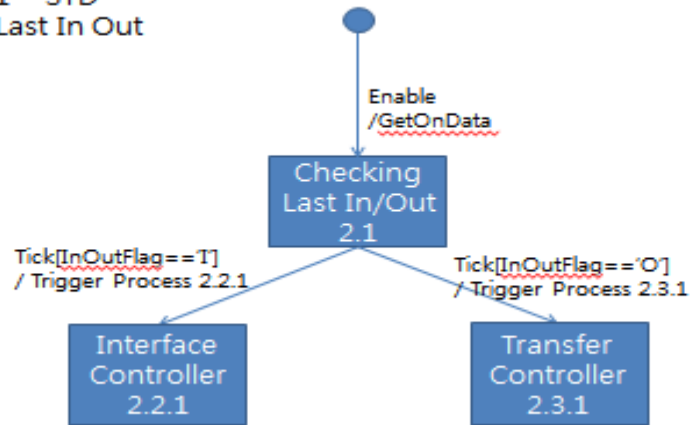 Last In Out
Enable
/GetOnData
Checking
Last In/Out
2.1
Tick[InOutFlag=='I']
/ Trigger Process 2.2.1
Tick[InOutFlag=='O']
/ Trigger Process 2.3.1
Interface
Controller
2.2.1
Transfer
Controller
2.3.1